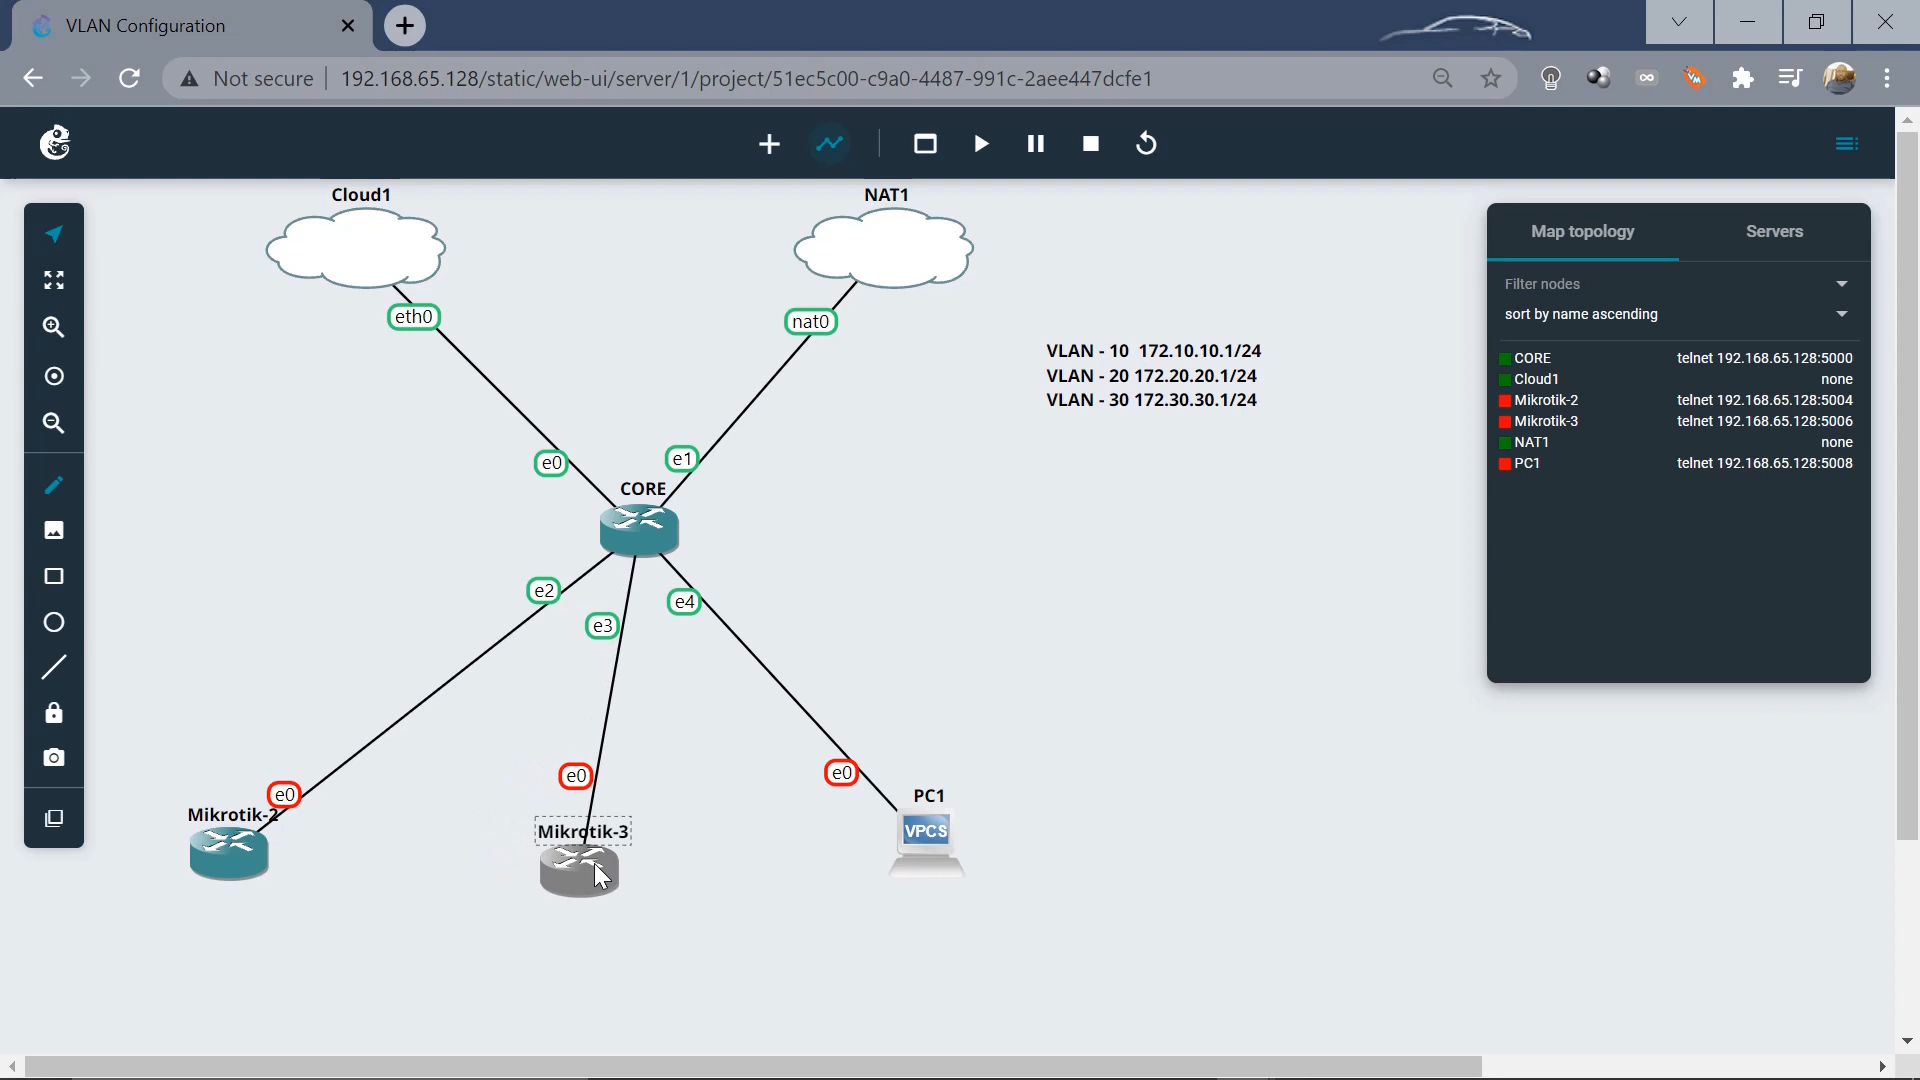 VLAN Configuration
Not secure
192.168.65.128/static/web-ui/server/1/project/51ec5c00-c9a0-4487-991c-2aee447dcfe1
VM
Cloud1
NAT1
Map topology
Servers
Filter nodes
sort by name ascending
CORE telnet 192.168.65.128:5000
Cloud1 none
Mikrotik-2 telnet 192.168.65.128:5004
Mikrotik-3 telnet 192.168.65.128:5006
NAT1 none
PC1 telnet 192.168.65.128:5008
eth0
nat0
VLAN - 10  172.10.10.1/24
VLAN - 20 172.20.20.1/24
VLAN - 30 172.30.30.1/24
e0
e1
CORE
e2
e3
e4
e0
e0
e0
Mikrotik-2
Mikrotik-3
PC1
VPCS